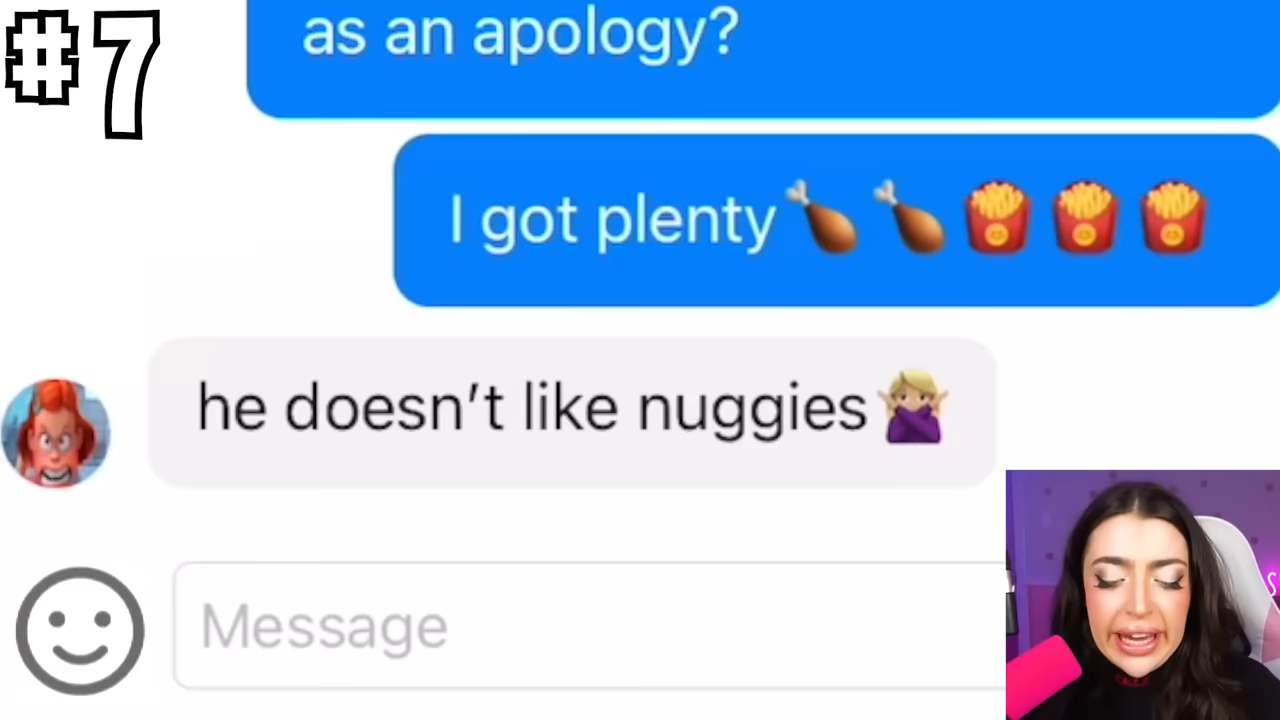 #7
as an apology?
I got plenty🍗🍗🍟🍟🍟
he doesn't like nuggies🙅🏼‍♀️
Message